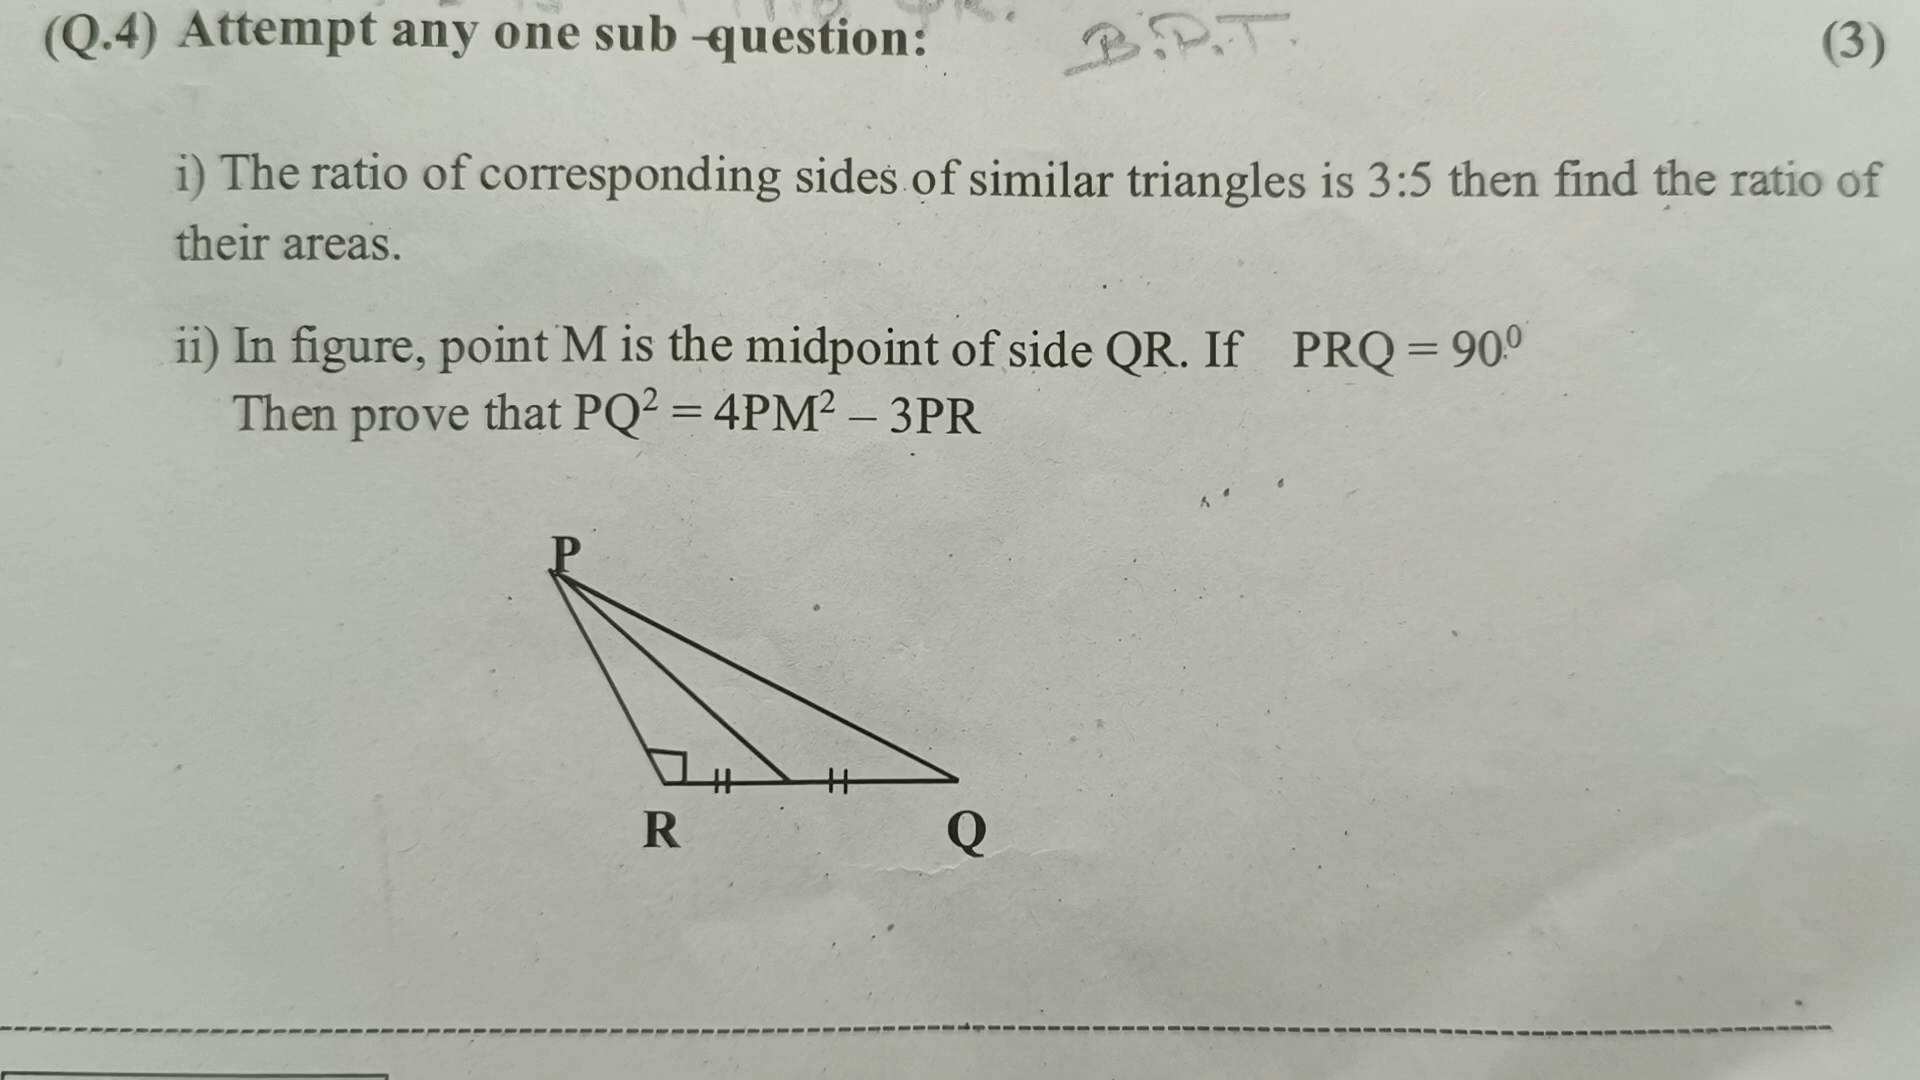 (Q.4) Attempt any one sub -question: B.P.T. (3)
i) The ratio of corresponding sides of similar triangles is 3:5 then find the ratio of
their areas.
ii) In figure, point M is the midpoint of side QR. If PRQ = 90⁰
Then prove that PQ² = 4PM² – 3PR
P
R Q